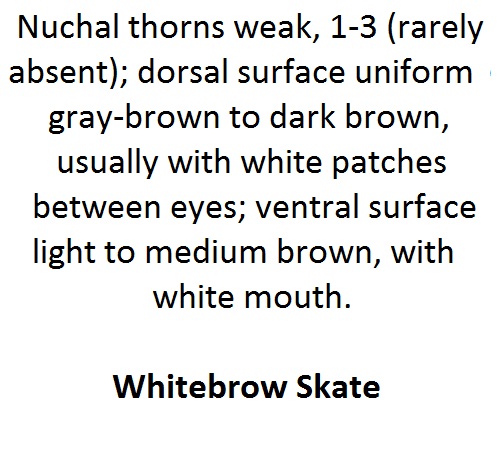 Nuchal thorns weak, 1-3 (rarely
absent); dorsal surface uniform
gray-brown to dark brown,
usually with white patches
between eyes; ventral surface
light to medium brown, with
white mouth.
Whitebrow Skate